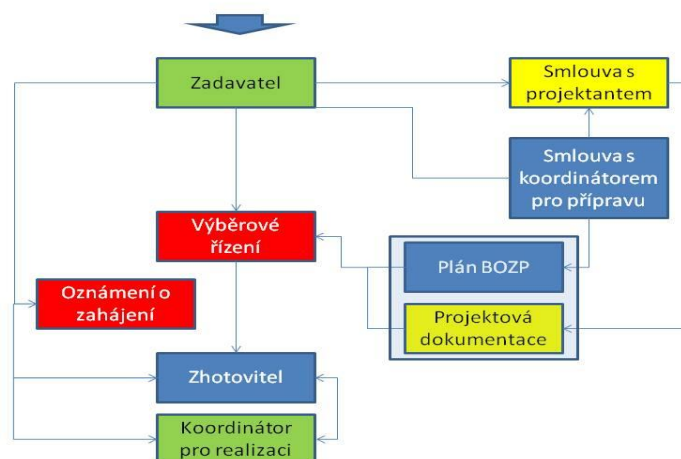 Zadavatel
Smlouva s
projektantem
Smlouva s
koordinátorem
pro přípravu
Výběrové
řízení
Plán BOZP
Oznámení o
zahájení
Projektová
dokumentace
Zhotovitel
Koordinátor
pro realizaci